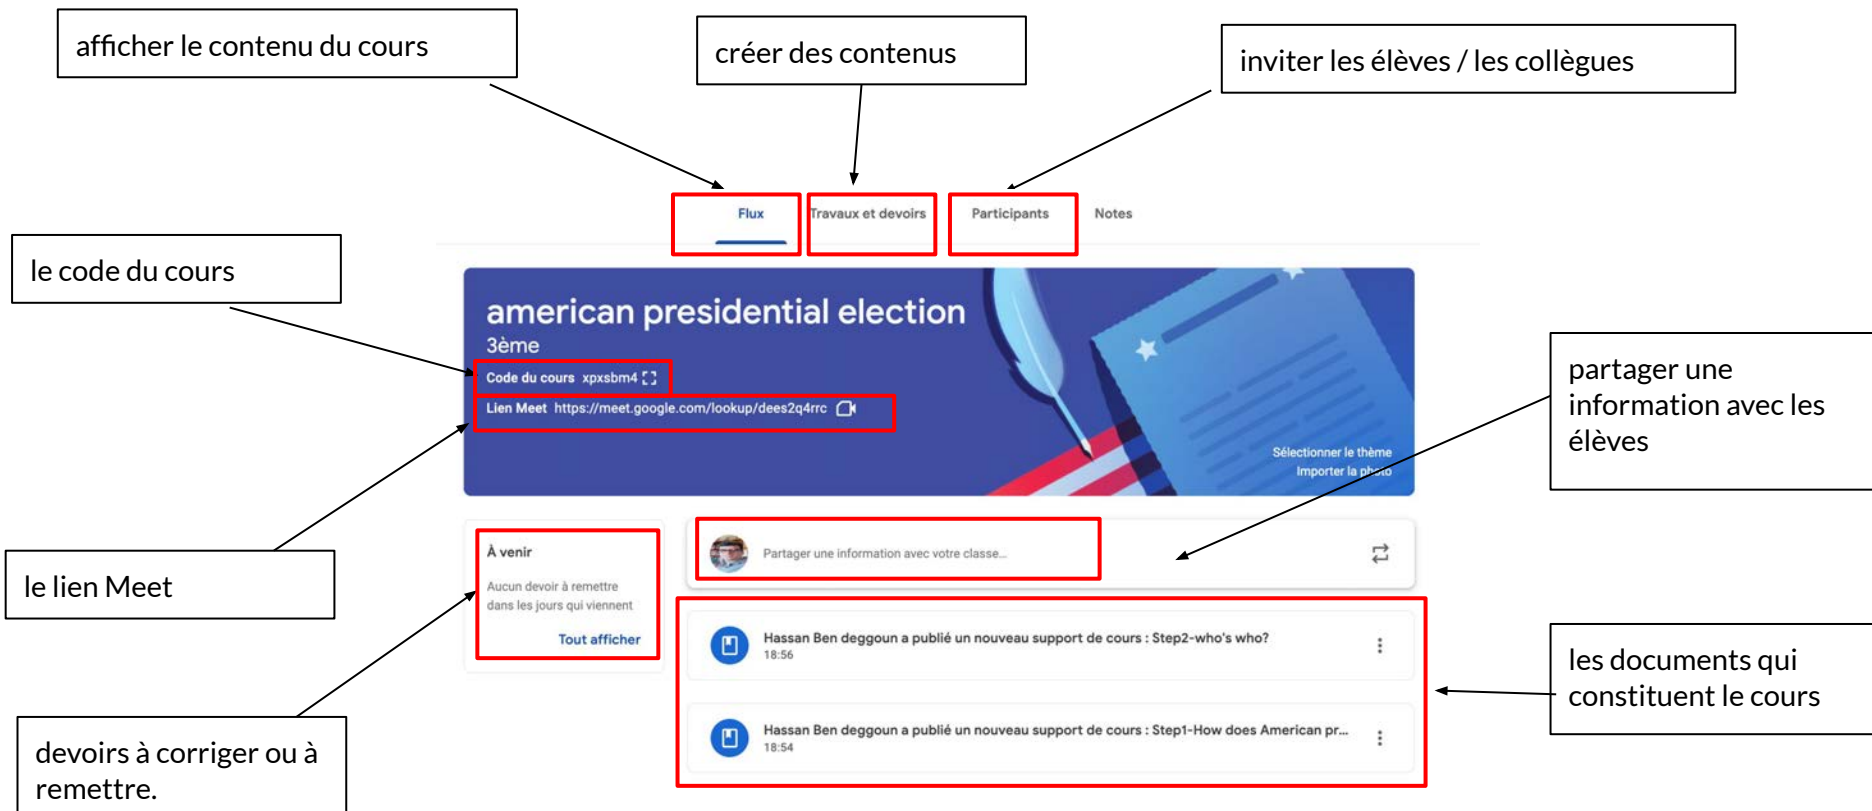 afficher le contenu du cours
créer des contenus
inviter les élèves / les collègues
Flux
Travaux et devoirs
Participants
Notes
le code du cours
american presidential election
3ème
Code du cours xpxsbm4
Lien Meet https://meet.google.com/lookup/dees2q4rrc
Sélectionner le thème
Importer la photo
partager une
information avec les
élèves
le lien Meet
À venir
Aucun devoir à remettre
dans les jours qui viennent
Tout afficher
Partager une information avec votre classe...
Hassan Ben deggoun a publié un nouveau support de cours : Step2-who's who?
18:56
Hassan Ben deggoun a publié un nouveau support de cours : Step1-How does American pr...
18:54
les documents qui
constituent le cours
devoirs à corriger ou à
remettre.